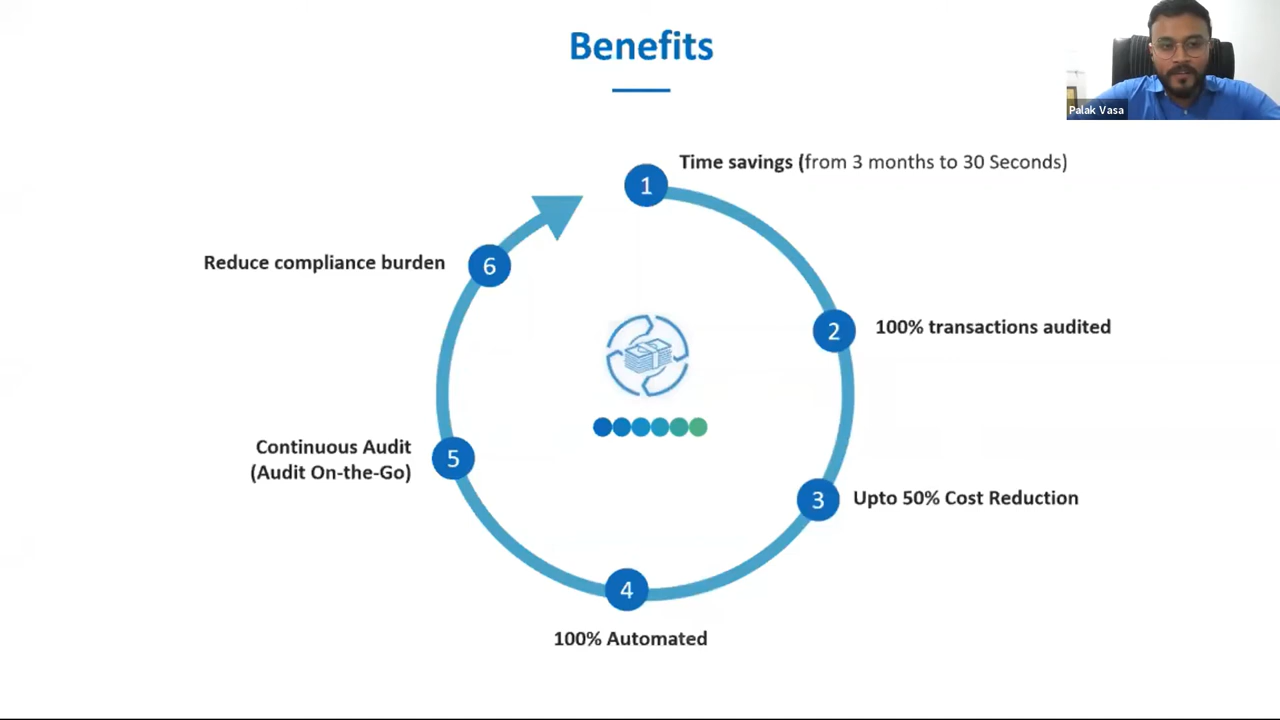 Benefits
Palak Vasa
1
Time savings (from 3 months to 30 Seconds)
2
100% transactions audited
3
Upto 50% Cost Reduction
4
100% Automated
5
Continuous Audit
(Audit On-the-Go)
6
Reduce compliance burden